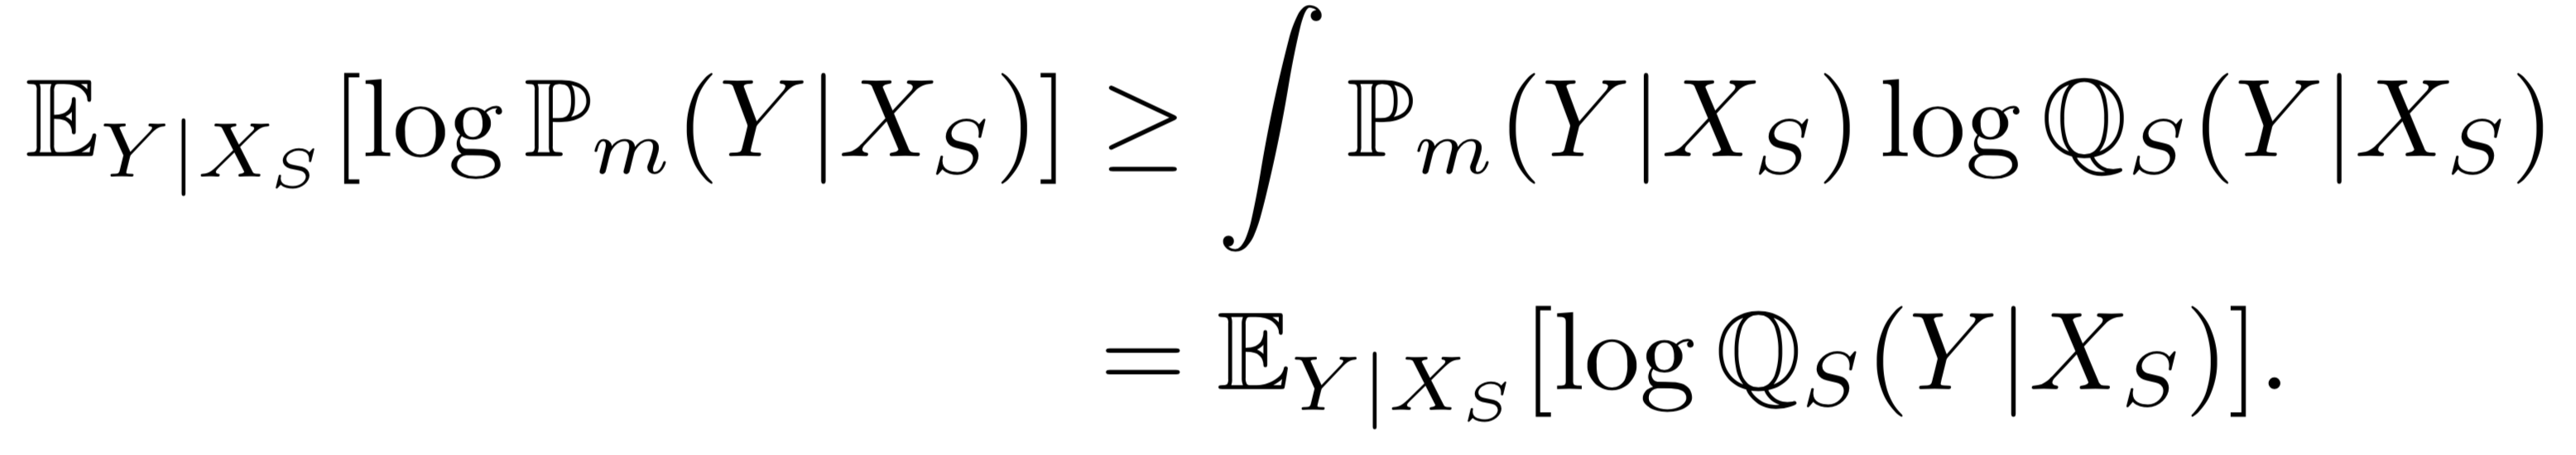 𝔼_{Y|X_S}[log ℙ_m(Y|X_S)] ≥ ∫ ℙ_m(Y|X_S) log ℚ_S(Y|X_S)
= 𝔼_{Y|X_S}[log ℚ_S(Y|X_S)].